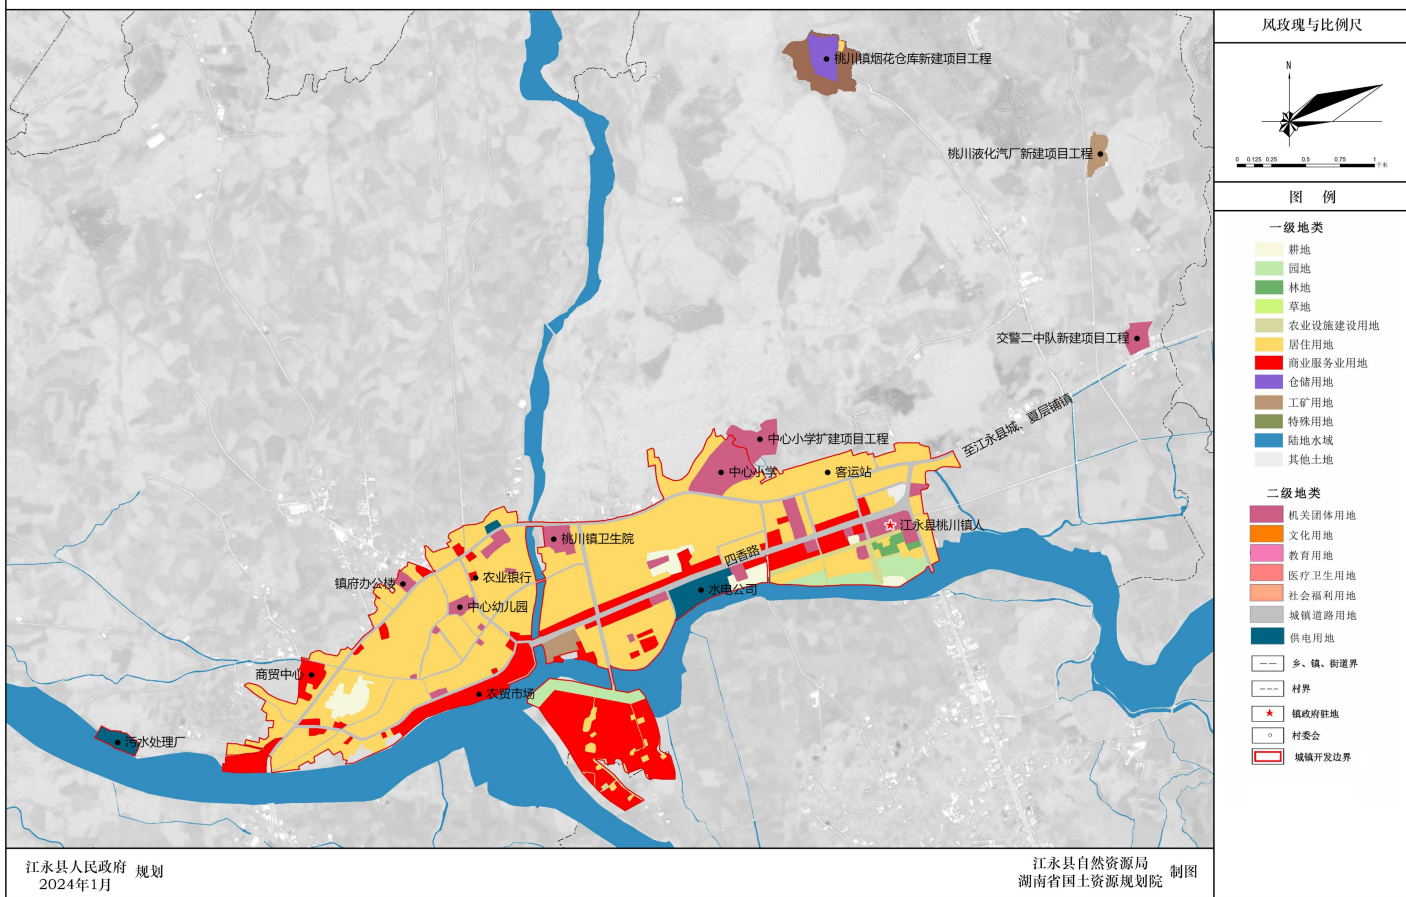 桃川镇烟花仓库新建项目工程
桃川液化汽厂新建项目工程
交警二中队新建项目工程
至江永县城、夏层铺镇
中心小学扩建项目工程
中心小学
客运站
江永县桃川镇人
四香路
桃川镇卫生院
水电公司
镇府办公楼
农业银行
中心幼儿园
商贸中心
农贸市场
污水处理厂
风玫瑰与比例尺
N
0 0.125 0.25 0.5 0.75 1
千米
图 例
一级地类
耕地
园地
林地
草地
农业设施建设用地
居住用地
商业服务业用地
仓储用地
工矿用地
特殊用地
陆地水域
其他土地
二级地类
机关团体用地
文化用地
教育用地
医疗卫生用地
社会福利用地
城镇道路用地
供电用地
乡、镇、街道界
村界
镇政府驻地
村委会
城镇开发边界
江永县人民政府 规划
2024年1月
江永县自然资源局
湖南省国土资源规划院 制图